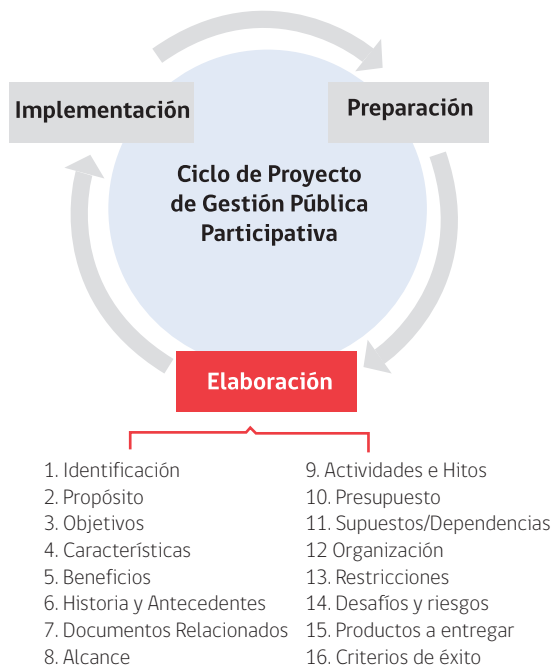 Implementación
Preparación
Ciclo de Proyecto
de Gestión Pública
Participativa
Elaboración
1. Identificación
2. Propósito
3. Objetivos
4. Características
5. Beneficios
6. Historia y Antecedentes
7. Documentos Relacionados
8. Alcance
9. Actividades e Hitos
10. Presupuesto
11. Supuestos/Dependencias
12 Organización
13. Restricciones
14. Desafíos y riesgos
15. Productos a entregar
16. Criterios de éxito